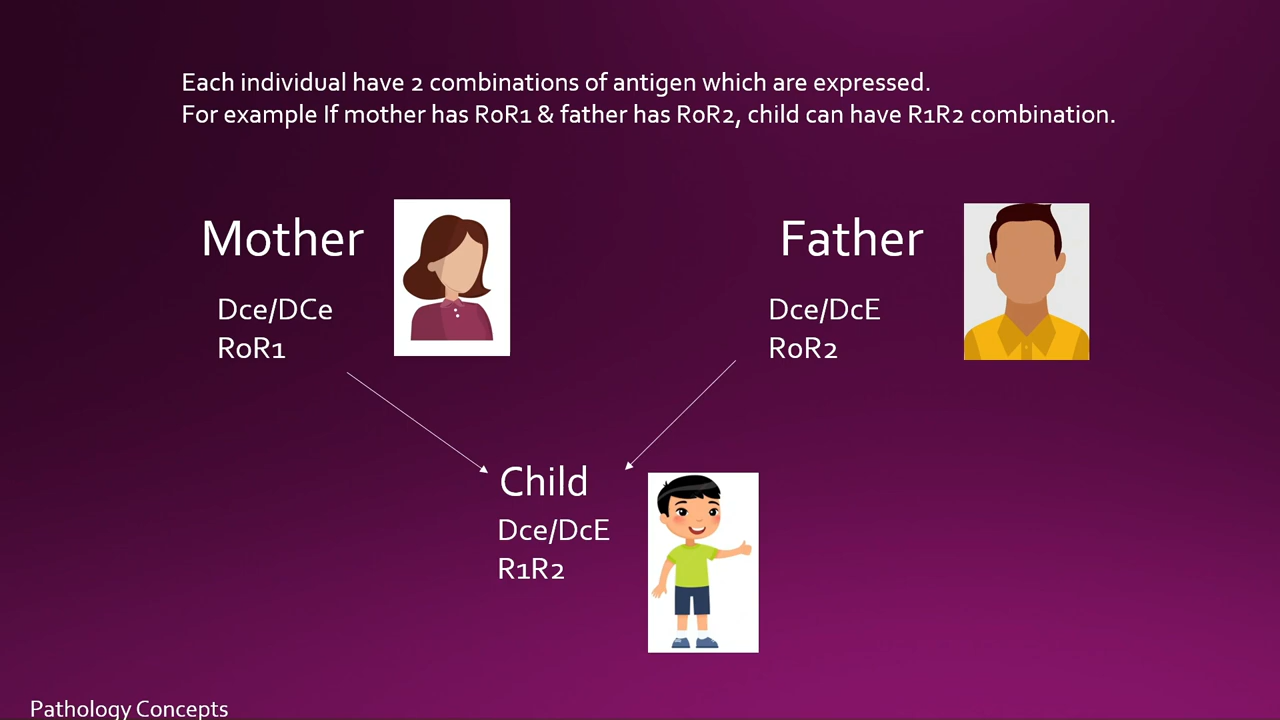 Each individual have 2 combinations of antigen which are expressed.
For example If mother has RoR1 & father has RoR2, child can have R1R2 combination.
Mother
Father
Dce/DCe
RoR1
Dce/DcE
RoR2
Child
Dce/DcE
R1R2
Pathology Concepts